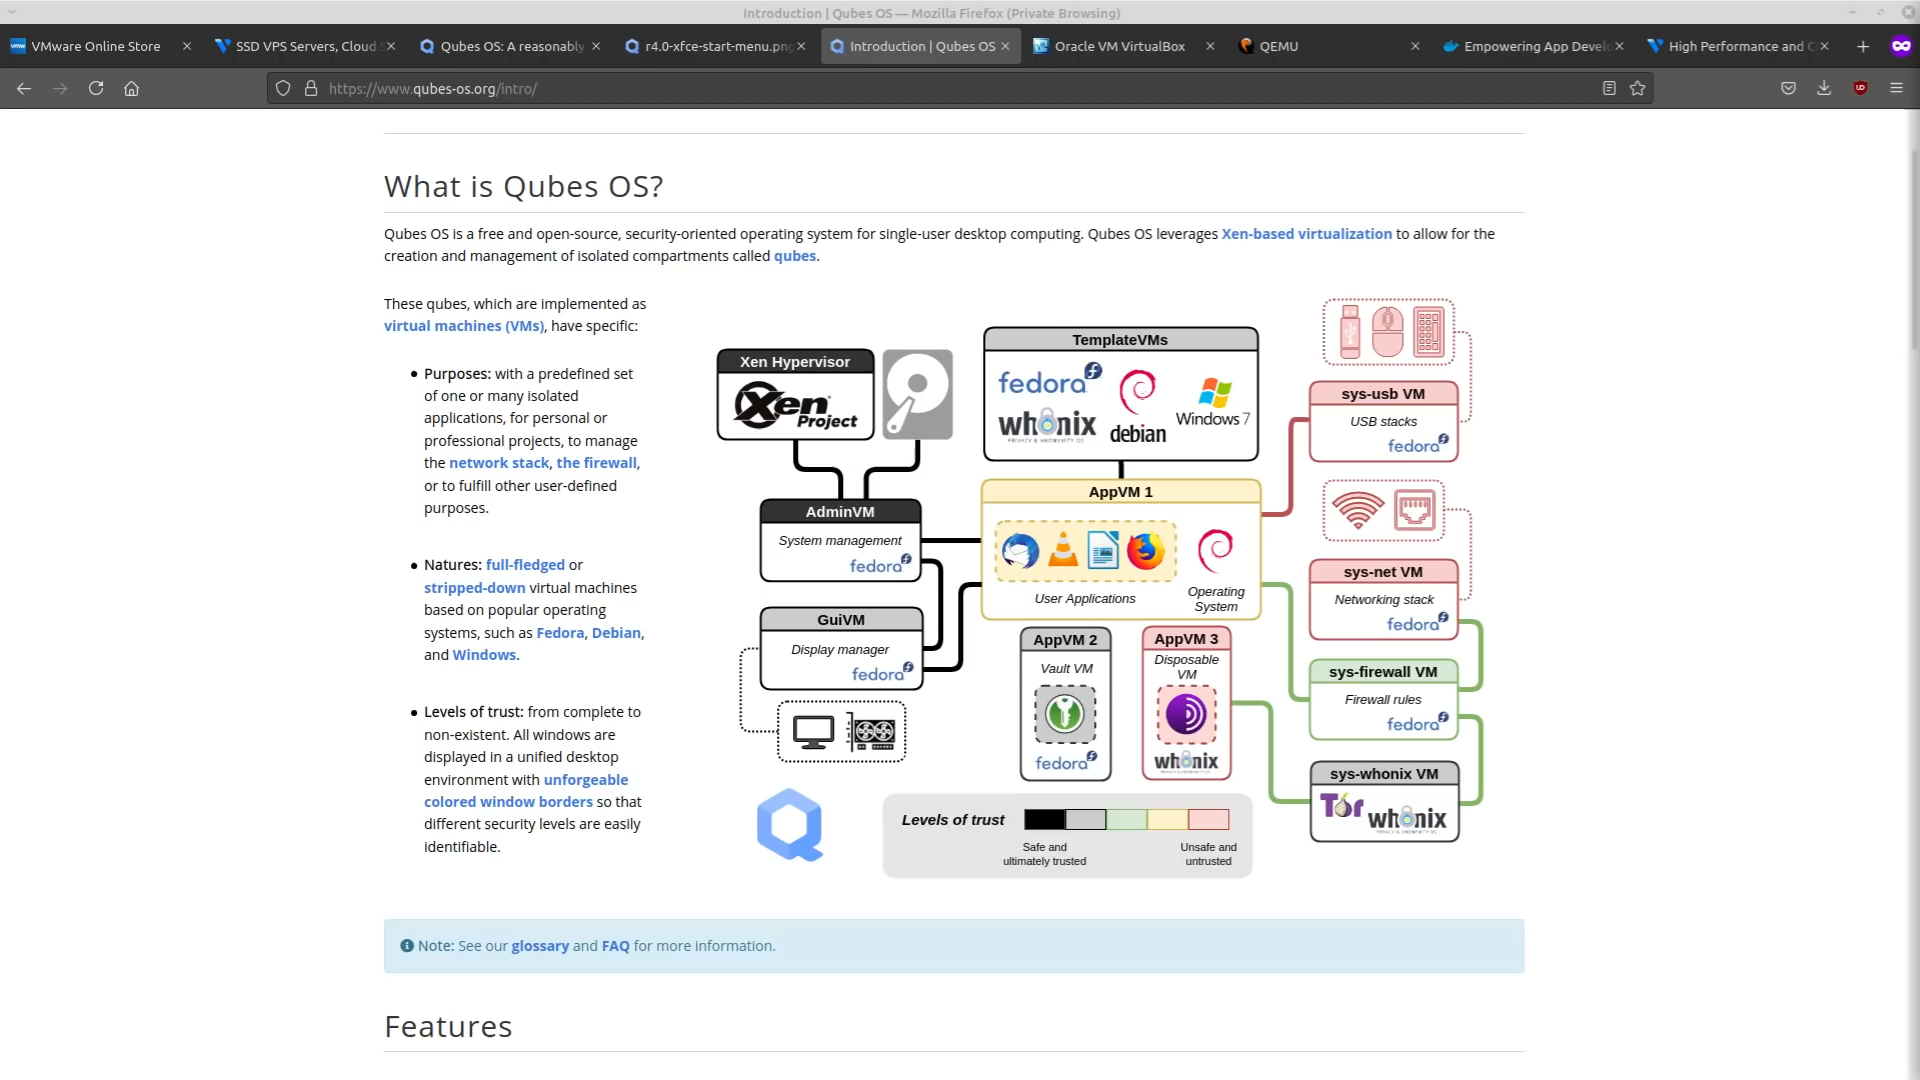 Introduction | Qubes OS — Mozilla Firefox (Private Browsing)
VMware Online Store
SSD VPS Servers, Cloud
Qubes OS: A reasonably
r4.0-xfce-start-menu.png
Introduction | Qubes OS
Oracle VM VirtualBox
QEMU
Empowering App Develo
High Performance and C
https://www.qubes-os.org/intro/
What is Qubes OS?
Qubes OS is a free and open-source, security-oriented operating system for single-user desktop computing. Qubes OS leverages Xen-based virtualization to allow for the
creation and management of isolated compartments called qubes.
These qubes, which are implemented as
virtual machines (VMs), have specific:
Purposes: with a predefined set
of one or many isolated
applications, for personal or
professional projects, to manage
the network stack, the firewall,
or to fulfill other user-defined
purposes.
Natures: full-fledged or
stripped-down virtual machines
based on popular operating
systems, such as Fedora, Debian,
and Windows.
Levels of trust: from complete to
non-existent. All windows are
displayed in a unified desktop
environment with unforgeable
colored window borders so that
different security levels are easily
identifiable.
Xen Hypervisor
Xen
Project
AdminVM
System management
fedora
GuiVM
Display manager
fedora
TemplateVMs
fedora
whonix
PRIVACY & ANONYMITY OS
debian
Windows 7
AppVM 1
User Applications
Operating
System
AppVM 2
Vault VM
fedora
AppVM 3
Disposable
VM
whonix
sys-usb VM
USB stacks
fedora
sys-net VM
Networking stack
fedora
sys-firewall VM
Firewall rules
fedora
sys-whonix VM
Tor
whonix
PRIVACY & ANONYMITY OS
Levels of trust
Safe and
ultimately trusted
Unsafe and
untrusted
Note: See our glossary and FAQ for more information.
Features